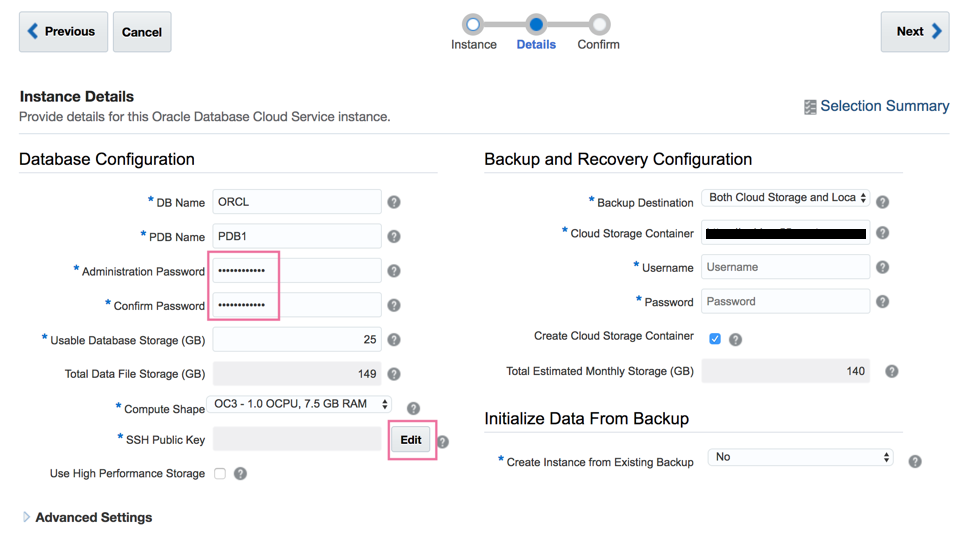 Previous
Cancel
Instance
Details
Confirm
Next
Instance Details
Provide details for this Oracle Database Cloud Service instance.
Selection Summary
Database Configuration
* DB Name ORCL ?
* PDB Name PDB1 ?
* Administration Password •••••••••••• ?
* Confirm Password •••••••••••• ?
* Usable Database Storage (GB) 25 ?
Total Data File Storage (GB) 149 ?
* Compute Shape OC3 - 1.0 OCPU, 7.5 GB RAM ?
* SSH Public Key Edit ?
Use High Performance Storage ?
Advanced Settings
Backup and Recovery Configuration
* Backup Destination Both Cloud Storage and Loca ?
* Cloud Storage Container ?
* Username Username ?
* Password Password ?
Create Cloud Storage Container ?
Total Estimated Monthly Storage (GB) 140 ?
Initialize Data From Backup
* Create Instance from Existing Backup No ?